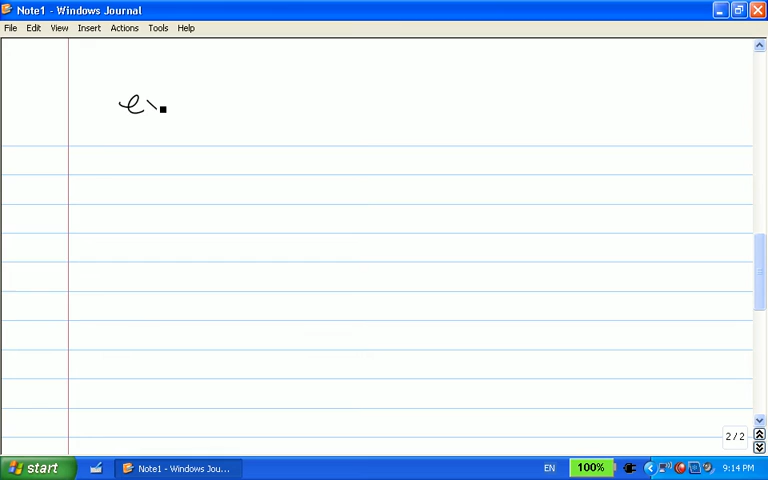 Note1 - Windows Journal
File Edit View Insert Actions Tools Help
2 / 2
start
Note1 - Windows Jou...
EN
100%
9:14 PM